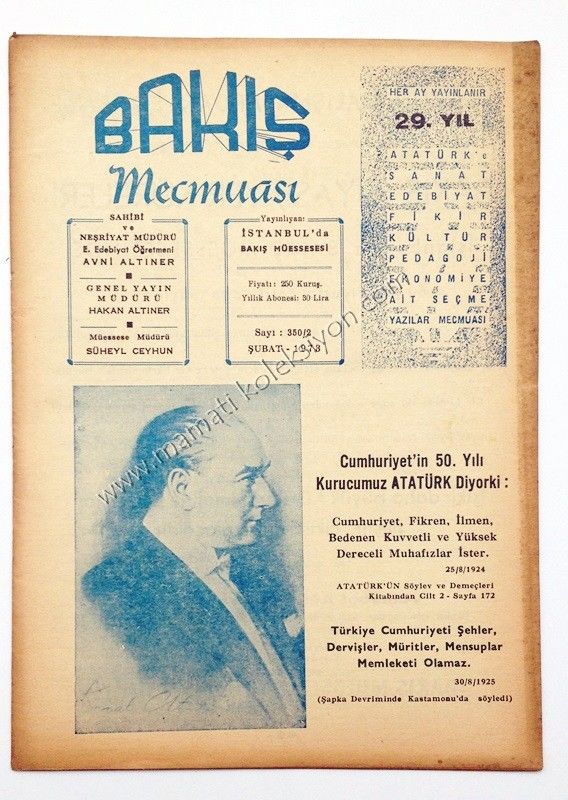 BAKIŞ
Mecmuası
SAHİBİ
ve
NEŞRİYAT MÜDÜRÜ
E. Edebiyat Öğretmeni
AVNİ ALTINER
GENEL YAYIN
MÜDÜRÜ
HAKAN ALTINER
Müessese Müdürü
SÜHEYL CEYHUN
Yayınlıyan:
İSTANBUL'da
BAKIŞ MÜESSESESİ
Fiyatı: 250 Kuruş.
Yıllık Abonesi: 30 Lira
Sayı: 350/2
ŞUBAT - 1973
HER AY YAYINLANIR
29. YIL
ATATÜRK'e
SANAT
EDEBİYAT
FİKİR
KÜLTÜR
PEDAGOJİ
EKONOMİYE
AİT SEÇME
YAZILAR MECMUASI
Cumhuriyet'in 50. Yılı
Kurucumuz ATATÜRK Diyorki:
Cumhuriyet, Fikren, İlmen,
Bedenen Kuvvetli ve Yüksek
Dereceli Muhafızlar İster.
25/8/1924
ATATÜRK'ÜN Söylev ve Demeçleri
Kitabından Cilt 2 - Sayfa 172
Türkiye Cumhuriyeti Şehler,
Dervişler, Müritler, Mensuplar
Memleketi Olamaz.
30/8/1925
(Şapka Devriminde Kastamonu'da söyledi)
www.mamatikoleksiyon.com